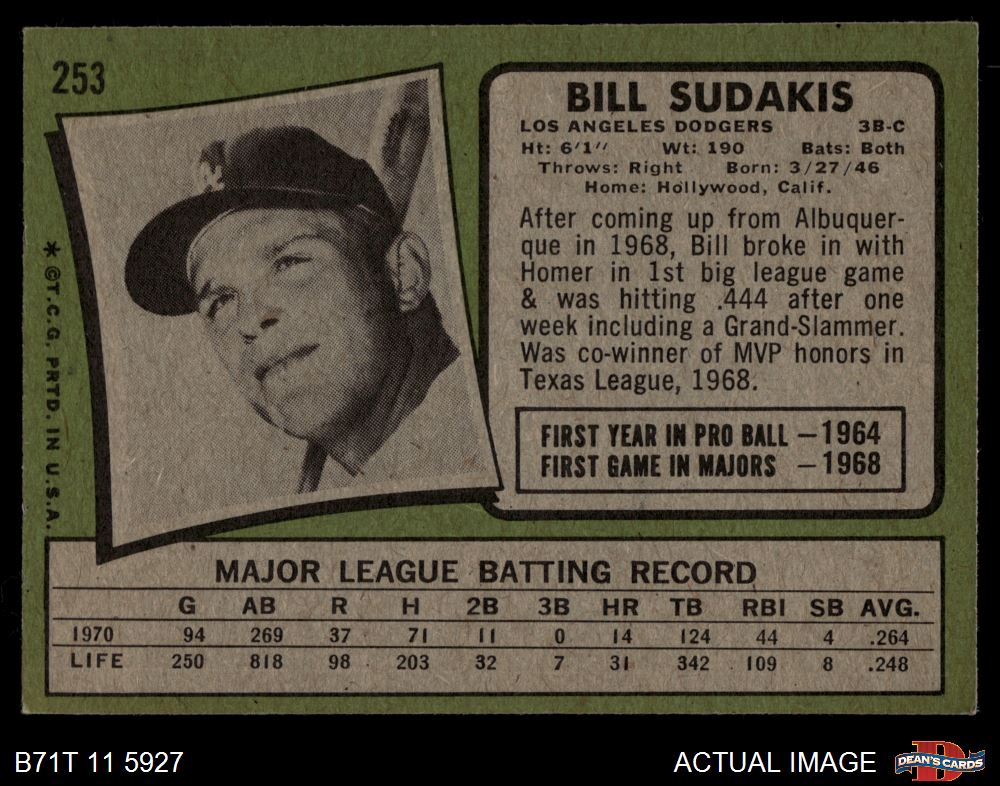 253
BILL SUDAKIS
LOS ANGELES DODGERS 3B-C
Ht: 6'1" Wt: 190 Bats: Both
Throws: Right Born: 3/27/46
Home: Hollywood, Calif.
After coming up from Albuquer-
que in 1968, Bill broke in with
Homer in 1st big league game
& was hitting .444 after one
week including a Grand-Slammer.
Was co-winner of MVP honors in
Texas League, 1968.
FIRST YEAR IN PRO BALL — 1964
FIRST GAME IN MAJORS — 1968
* © T.C.G. PRTD. IN U.S.A.
MAJOR LEAGUE BATTING RECORD
G AB R H 2B 3B HR TB RBI SB AVG.
1970 94 269 37 71 11 0 14 124 44 4 .264
LIFE 250 818 98 203 32 7 31 342 109 8 .248
B71T 11 5927
ACTUAL IMAGE
DEAN'S CARDS